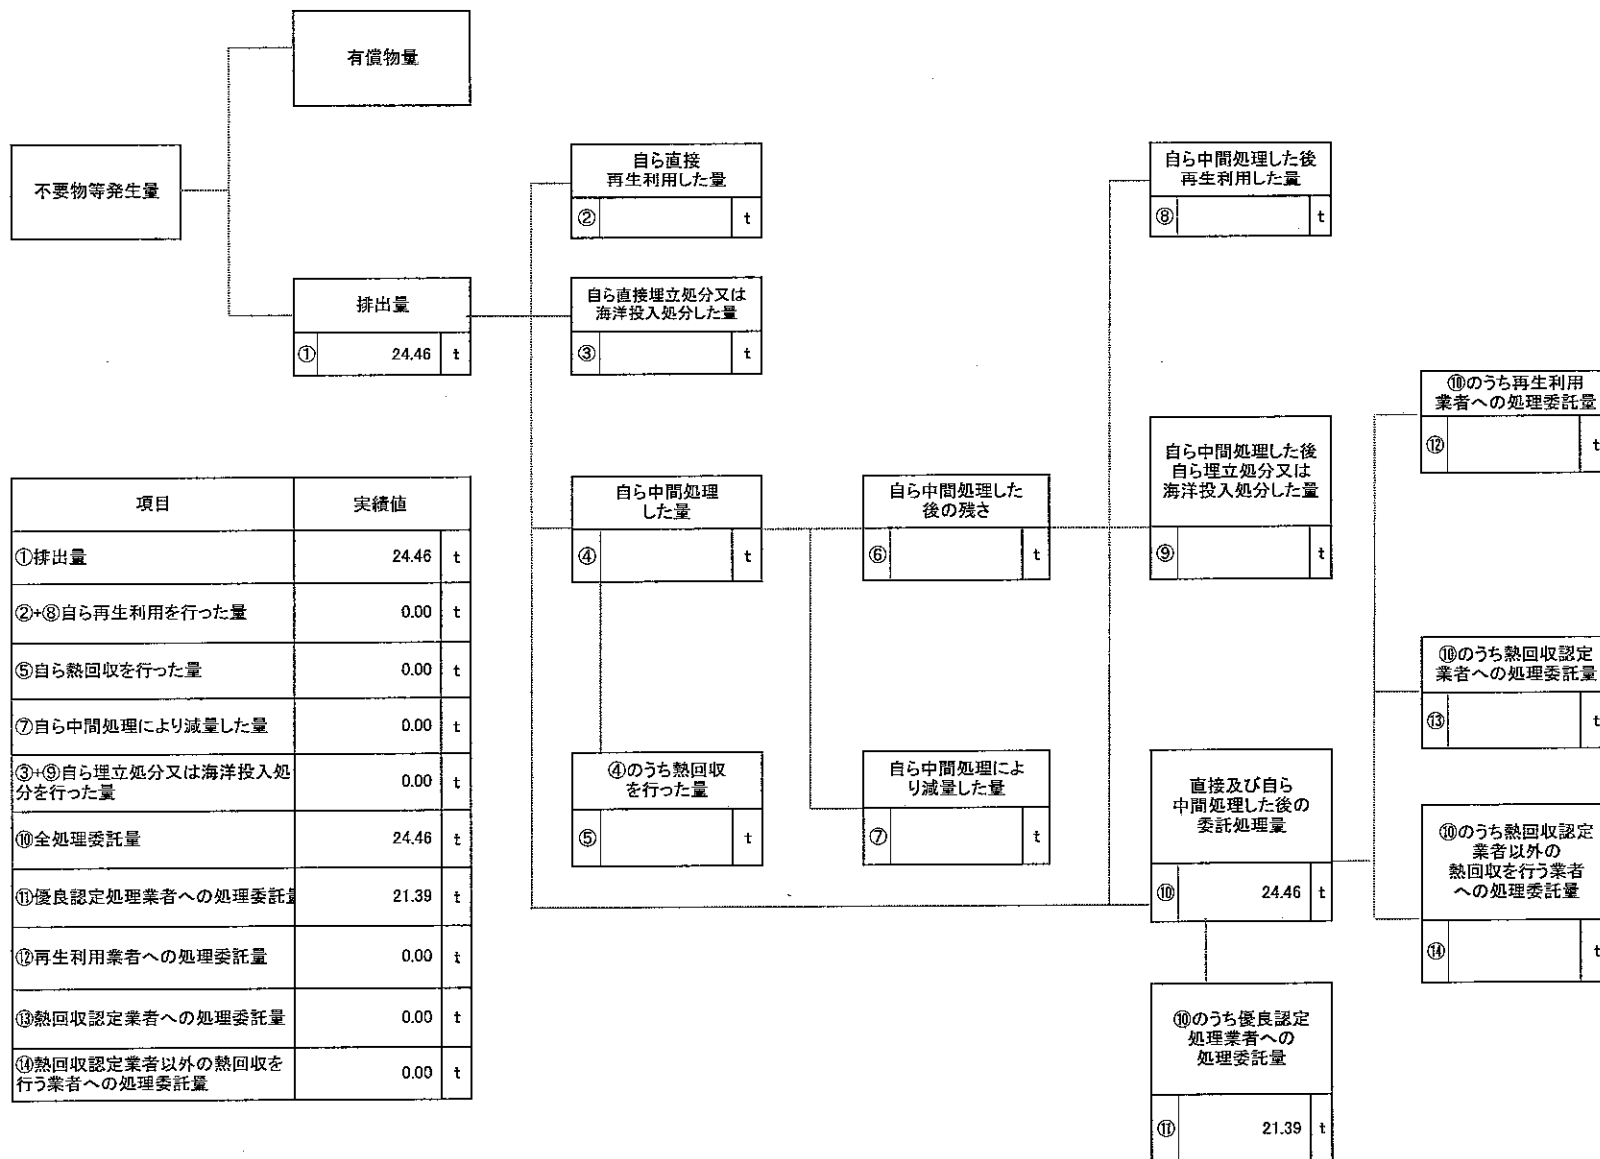 有償物量
不要物等発生量
排出量
① 24.46 t
自ら直接
再生利用した量
② t
自ら直接埋立処分又は
海洋投入処分した量
③ t
自ら中間処理
した量
④ t
④のうち熱回収
を行った量
⑤ t
自ら中間処理した
後の残さ
⑥ t
自ら中間処理によ
り減量した量
⑦ t
自ら中間処理した後
再生利用した量
⑧ t
自ら中間処理した後
自ら埋立処分又は
海洋投入処分した量
⑨ t
直接及び自ら
中間処理した後の
委託処理量
⑩ 24.46 t
⑩のうち優良認定
処理業者への
処理委託量
⑪ 21.39 t
⑩のうち再生利用
業者への処理委託量
⑫ t
⑩のうち熱回収認定
業者への処理委託量
⑬ t
⑩のうち熱回収認定
業者以外の
熱回収を行う業者
への処理委託量
⑭ t
項目 実績値
①排出量 24.46 t
②+⑧自ら再生利用を行った量 0.00 t
⑤自ら熱回収を行った量 0.00 t
⑦自ら中間処理により減量した量 0.00 t
③+⑨自ら埋立処分又は海洋投入処
分を行った量 0.00 t
⑩全処理委託量 24.46 t
⑪優良認定処理業者への処理委託量 21.39 t
⑫再生利用業者への処理委託量 0.00 t
⑬熱回収認定業者への処理委託量 0.00 t
⑭熱回収認定業者以外の熱回収を
行う業者への処理委託量 0.00 t